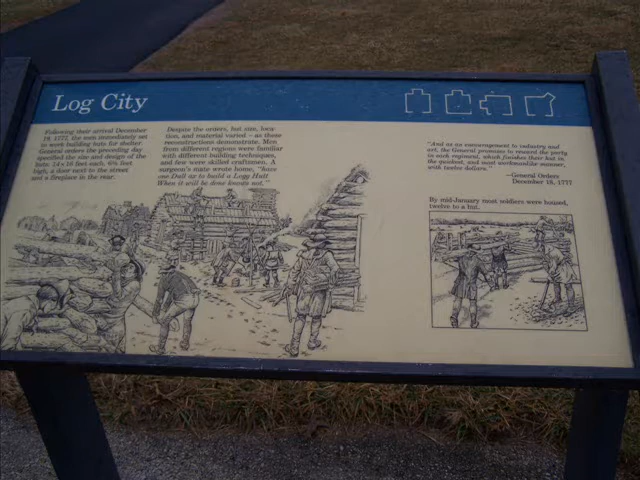 Log City
Following their arrival December
19, 1777, the men immediately set
to work building huts for shelter.
General orders the preceding day
specified the size and design of the
huts: 14 x 16 feet each, 6½ feet
high, a door next to the street
and a fireplace in the rear.
Despite the orders, hut size, loca-
tion, and material varied – as these
reconstructions demonstrate. Men
from different regions were familiar
with different building techniques,
and few were skilled craftsmen. A
surgeon's mate wrote home, "have
one Dull ax to build a Logg Hutt
When it will be done knows not."
"And as an encouragement to industry and
art, the General promises to reward the party
in each regiment, which finishes their hut in
the quickest, and most workmanlike manner,
with twelve dollars."
—General Orders
December 18, 1777
By mid-January most soldiers were housed,
twelve to a hut.